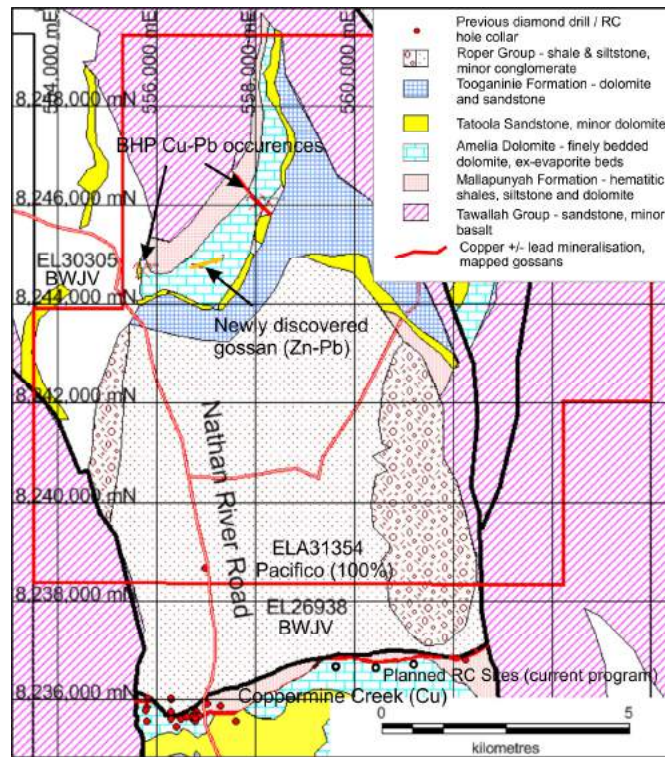 554,000 mE
556,000 mE
558,000 mE
560,000 mE
8,248,000 mN
8,246,000 mN
8,244,000 mN
8,242,000 mN
8,240,000 mN
8,238,000 mN
8,236,000 mN
Previous diamond drill / RC
hole collar
Roper Group - shale & siltstone,
minor conglomerate
Tooganinie Formation - dolomite
and sandstone
Tatoola Sandstone, minor dolomite
Amelia Dolomite - finely bedded
dolomite, ex-evaporite beds
Mallapunyah Formation - hematitic
shales, siltstone and dolomite
Tawallah Group - sandstone, minor
basalt
Copper +/- lead mineralisation,
mapped gossans
BHP Cu-Pb occurences
EL30305
BWJV
Newly discovered
gossan (Zn-Pb)
Nathan River Road
ELA31354
Pacifico (100%)
EL26938
BWJV
Planned RC Sites (current program)
Coppermine Creek (Cu)
0
5
kilometres